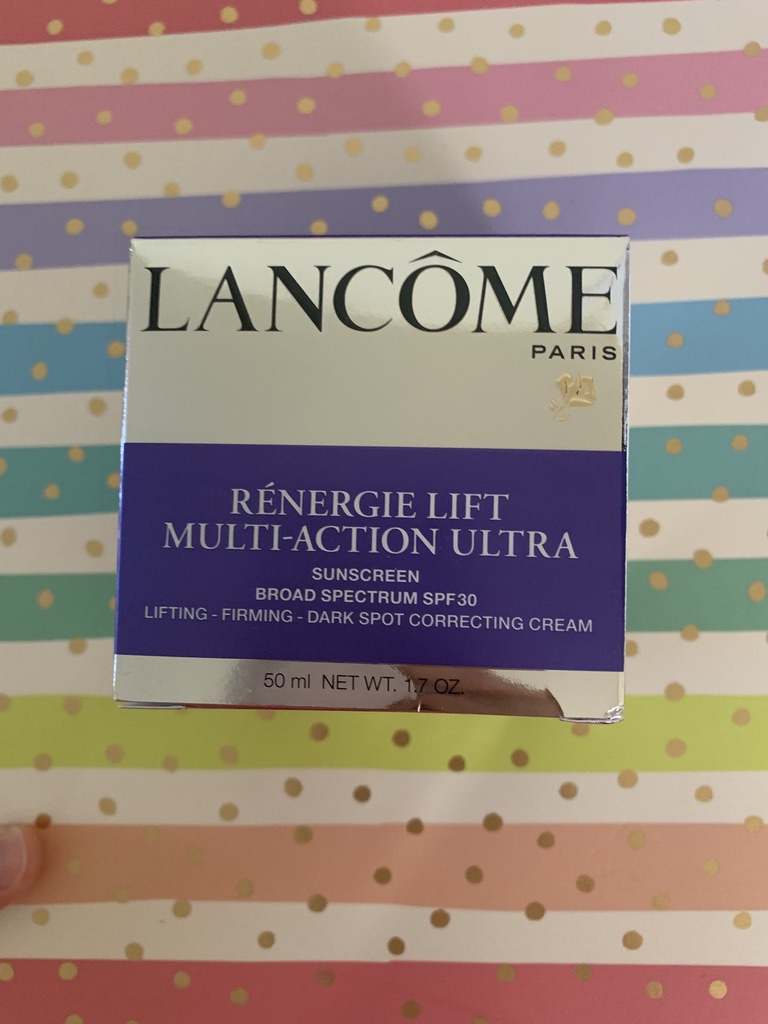 LANCÔME
PARIS
RÉNERGIE LIFT
MULTI-ACTION ULTRA
SUNSCREEN
BROAD SPECTRUM SPF30
LIFTING - FIRMING - DARK SPOT CORRECTING CREAM
50 ml NET WT. 1.7 OZ.